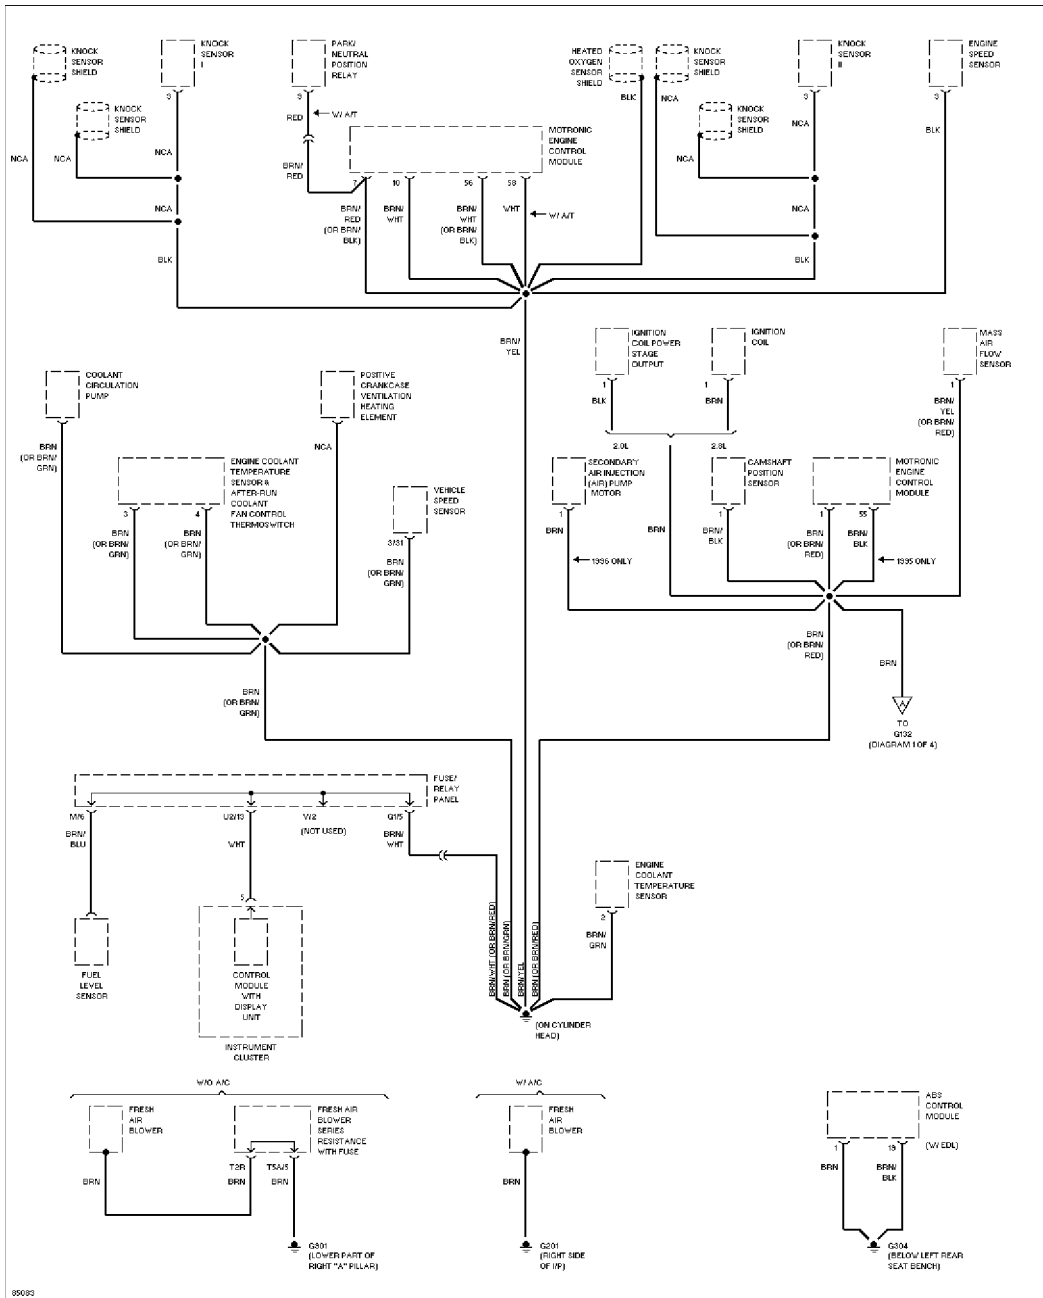 KNOCK
SENSOR
SHIELD
KNOCK
SENSOR
I
PARK/
NEUTRAL
POSITION
RELAY
HEATED
OXYGEN
SENSOR
SHIELD
KNOCK
SENSOR
SHIELD
KNOCK
SENSOR
II
ENGINE
SPEED
SENSOR
3
3
3
3
KNOCK
SENSOR
SHIELD
BLK
NCA
KNOCK
SENSOR
SHIELD
RED
W/ A/T
MOTRONIC
ENGINE
CONTROL
MODULE
NCA
BLK
NCA
NCA
NCA
BRN/
RED
NCA
7
10
56
58
NCA
BRN/
RED
(OR BRN/
BLK)
BRN/
WHT
BRN/
WHT
(OR BRN/
BLK)
WHT
W/ A/T
NCA
BLK
BLK
BRN/
YEL
IGNITION
COIL POWER
STAGE
OUTPUT
IGNITION
COIL
MASS
AIR
FLOW
SENSOR
COOLANT
CIRCULATION
PUMP
POSITIVE
CRANKCASE
VENTILATION
HEATING
ELEMENT
1
1
1
BLK
BRN
BRN/
YEL
(OR BRN/
RED)
BRN
(OR BRN/
GRN)
NCA
2.0L
2.8L
ENGINE COOLANT
TEMPERATURE
SENSOR &
AFTER-RUN
COOLANT
FAN CONTROL
THERMOSWITCH
VEHICLE
SPEED
SENSOR
SECONDARY
AIR INJECTION
(AIR) PUMP
MOTOR
CAMSHAFT
POSITION
SENSOR
MOTRONIC
ENGINE
CONTROL
MODULE
3
4
1
1
1
55
BRN
(OR BRN/
GRN)
BRN
(OR BRN/
GRN)
3/31
BRN
(OR BRN/
GRN)
BRN
BRN
BRN/
BLK
BRN
(OR BRN/
RED)
BRN/
BLK
1996 ONLY
1995 ONLY
BRN
(OR BRN/
RED)
BRN
BRN
(OR BRN/
GRN)
A
TO
G132
(DIAGRAM 1 OF 4)
FUSE/
RELAY
PANEL
M/6
U2/13
V/2
G1/5
BRN/
BLU
WHT
(NOT USED)
BRN/
WHT
5
ENGINE
COOLANT
TEMPERATURE
SENSOR
2
BRN/
GRN
BRN/WHT (OR BRN/RED)
BRN (OR BRN/GRN)
BRN/YEL
BRN (OR BRN/RED)
FUEL
LEVEL
SENSOR
CONTROL
MODULE
WITH
DISPLAY
UNIT
(ON CYLINDER
HEAD)
INSTRUMENT
CLUSTER
W/O A/C
W/ A/C
FRESH
AIR
BLOWER
FRESH AIR
BLOWER
SERIES
RESISTANCE
WITH FUSE
FRESH
AIR
BLOWER
ABS
CONTROL
MODULE
(W/ EDL)
1
19
T2R
T5A/5
BRN
BRN
BRN
BRN
BRN
BRN/
BLK
G301
(LOWER PART OF
RIGHT "A" PILLAR)
G201
(RIGHT SIDE
OF I/P)
G304
(BELOW LEFT REAR
SEAT BENCH)
85083